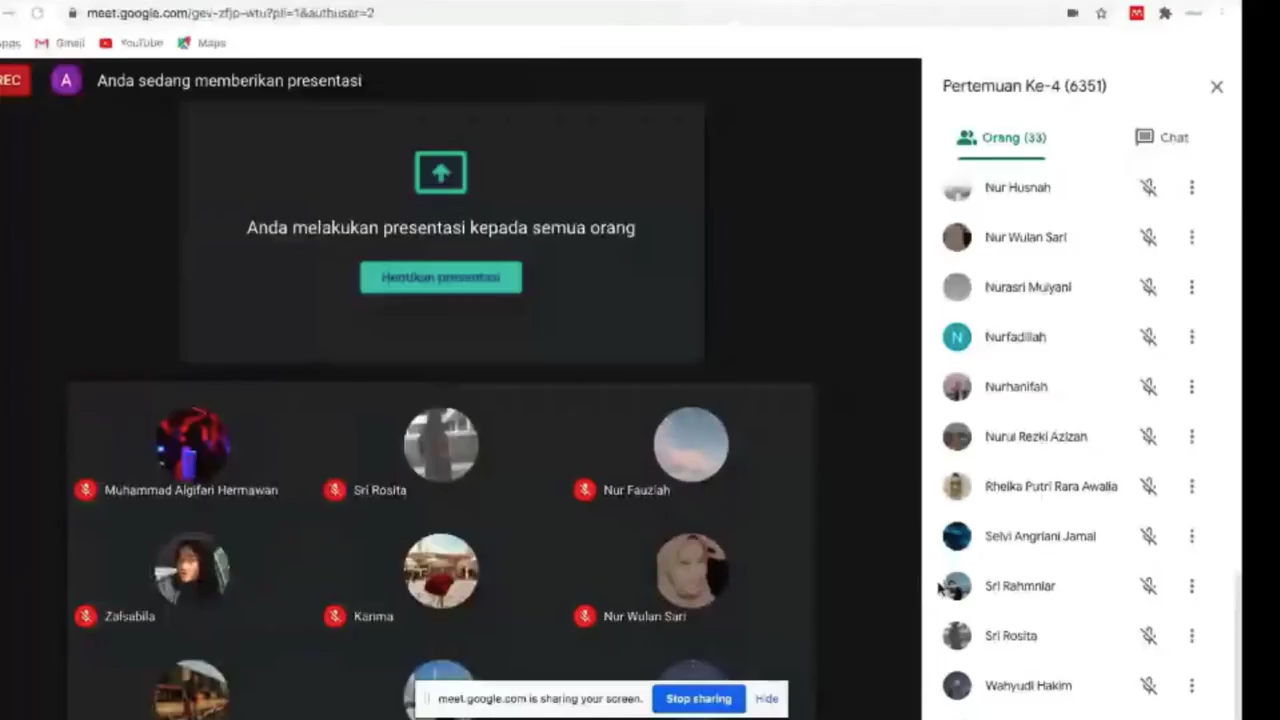 meet.google.com/gev-zfjp-wtu?pli=1&authuser=2
Gmail
YouTube
Maps
REC
A
Anda sedang memberikan presentasi
Anda melakukan presentasi kepada semua orang
Hentikan presentasi
Muhammad Algifari Hermawan
Sri Rosita
Nur Fauziah
Zalsabila
Karima
Nur Wulan Sari
meet.google.com is sharing your screen.
Stop sharing
Hide
Pertemuan Ke-4 (6351)
Orang (33)
Chat
Nur Husnah
Nur Wulan Sari
Nurasri Mulyani
N
Nurfadillah
Nurhanifah
Nurul Rezki Azizah
Rheika Putri Rara Awalia
Selvi Angriani Jamal
Sri Rahmniar
Sri Rosita
Wahyudi Hakim